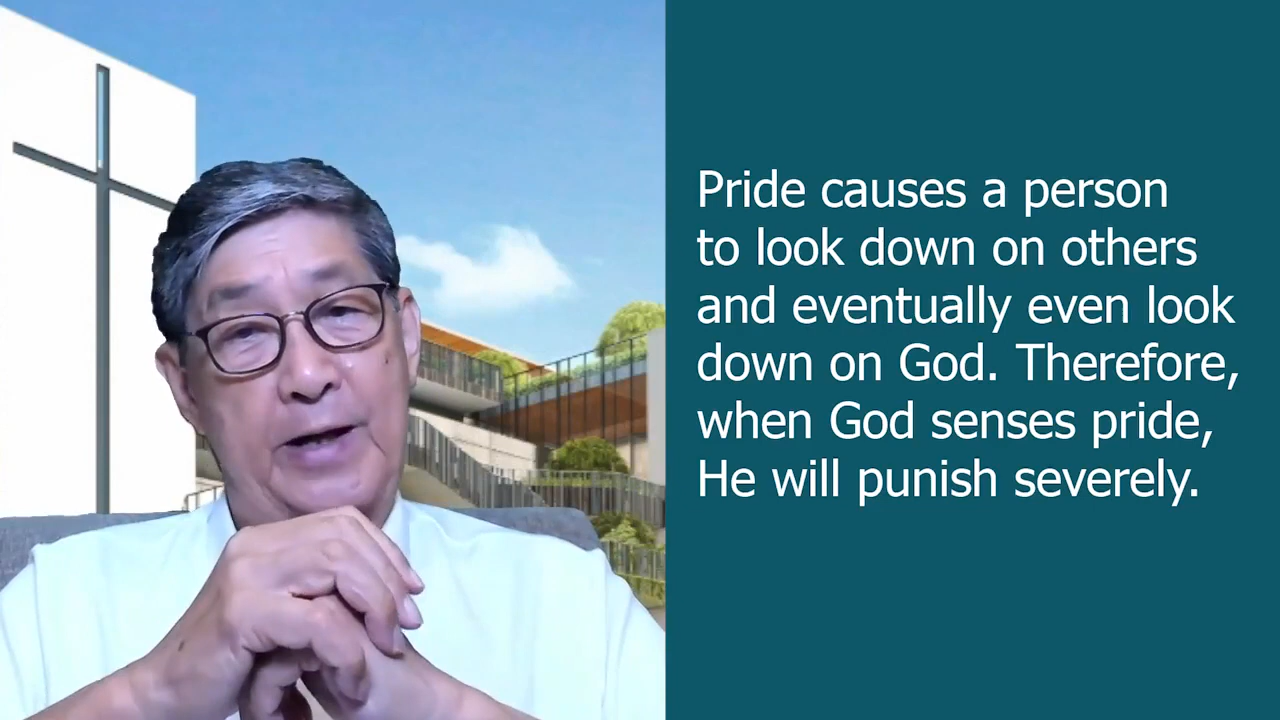 Pride causes a person
to look down on others
and eventually even look
down on God. Therefore,
when God senses pride,
He will punish severely.